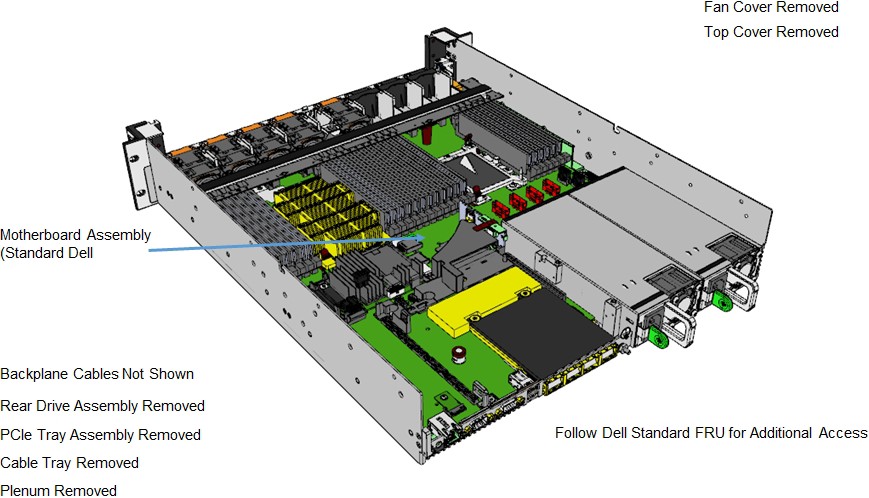 Fan Cover Removed
Top Cover Removed
Motherboard Assembly
(Standard Dell
Backplane Cables Not Shown
Rear Drive Assembly Removed
PCIe Tray Assembly Removed
Cable Tray Removed
Plenum Removed
Follow Dell Standard FRU for Additional Access